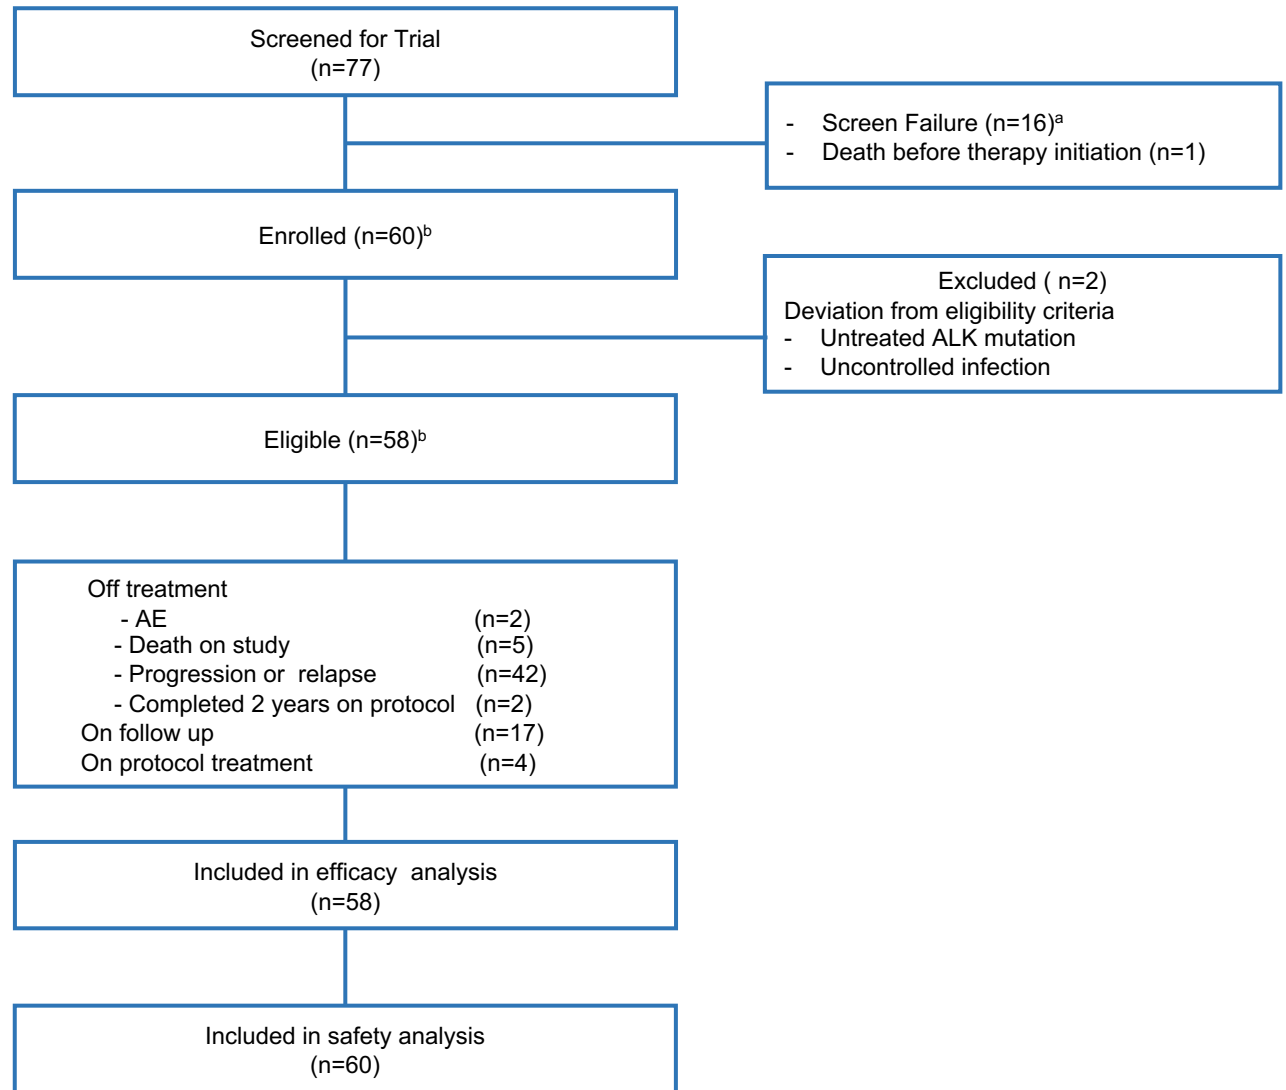 Screened for Trial
(n=77)
- Screen Failure (n=16)ᵃ
- Death before therapy initiation (n=1)
Enrolled (n=60)ᵇ
Excluded ( n=2)
Deviation from eligibility criteria
- Untreated ALK mutation
- Uncontrolled infection
Eligible (n=58)ᵇ
Off treatment
- AE (n=2)
- Death on study (n=5)
- Progression or relapse (n=42)
- Completed 2 years on protocol (n=2)
On follow up (n=17)
On protocol treatment (n=4)
Included in efficacy analysis
(n=58)
Included in safety analysis
(n=60)